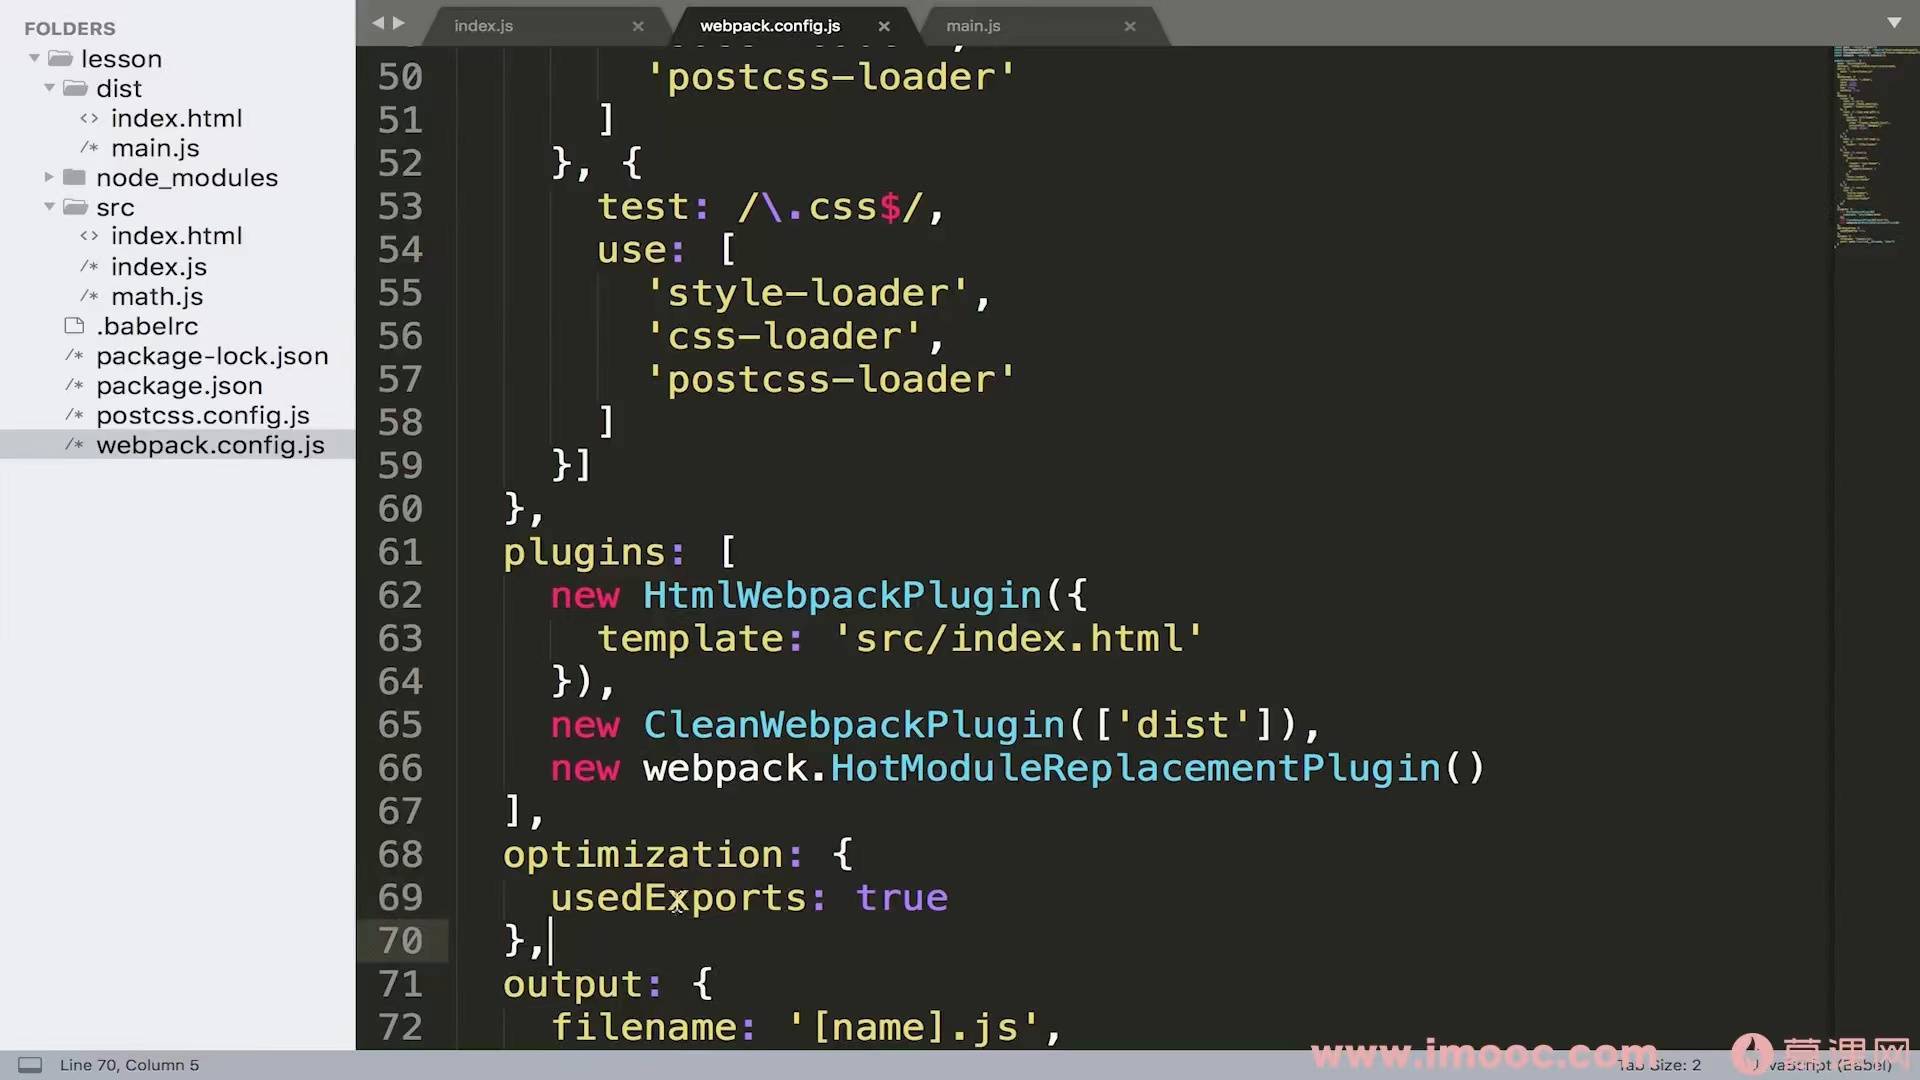 FOLDERS
lesson
dist
<> index.html
/* main.js
node_modules
src
<> index.html
/* index.js
/* math.js
.babelrc
/* package-lock.json
/* package.json
/* postcss.config.js
/* webpack.config.js
index.js ×
webpack.config.js ×
main.js ×
50 'postcss-loader'
51 ]
52 }, {
53 test: /\.css$/,
54 use: [
55 'style-loader',
56 'css-loader',
57 'postcss-loader'
58 ]
59 }]
60 },
61 plugins: [
62 new HtmlWebpackPlugin({
63 template: 'src/index.html'
64 }),
65 new CleanWebpackPlugin(['dist']),
66 new webpack.HotModuleReplacementPlugin()
67 ],
68 optimization: {
69 usedExports: true
70 },
71 output: {
72 filename: '[name].js',
Line 70, Column 5
Tab Size: 2
JavaScript (Babel)
www.imooc.com
慕课网